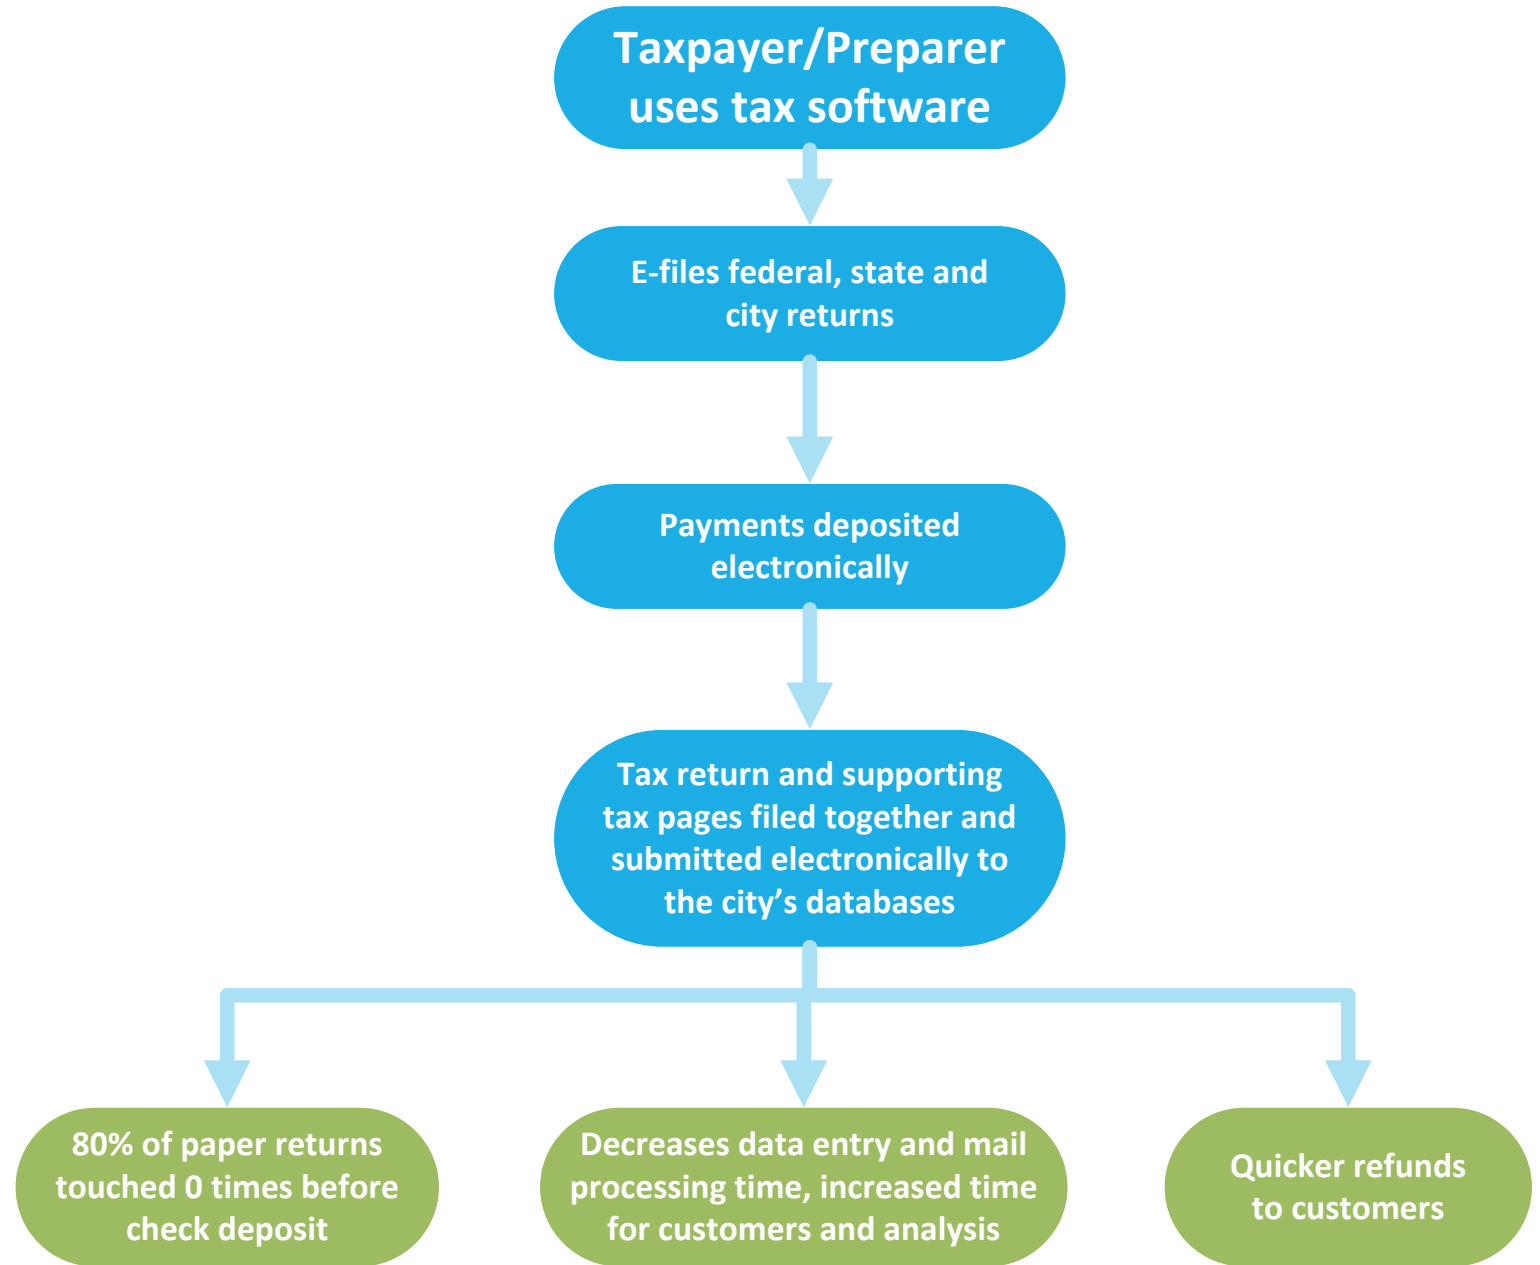 Taxpayer/Preparer
uses tax software
E-files federal, state and
city returns
Payments deposited
electronically
Tax return and supporting
tax pages filed together and
submitted electronically to
the city’s databases
80% of paper returns
touched 0 times before
check deposit
Decreases data entry and mail
processing time, increased time
for customers and analysis
Quicker refunds
to customers